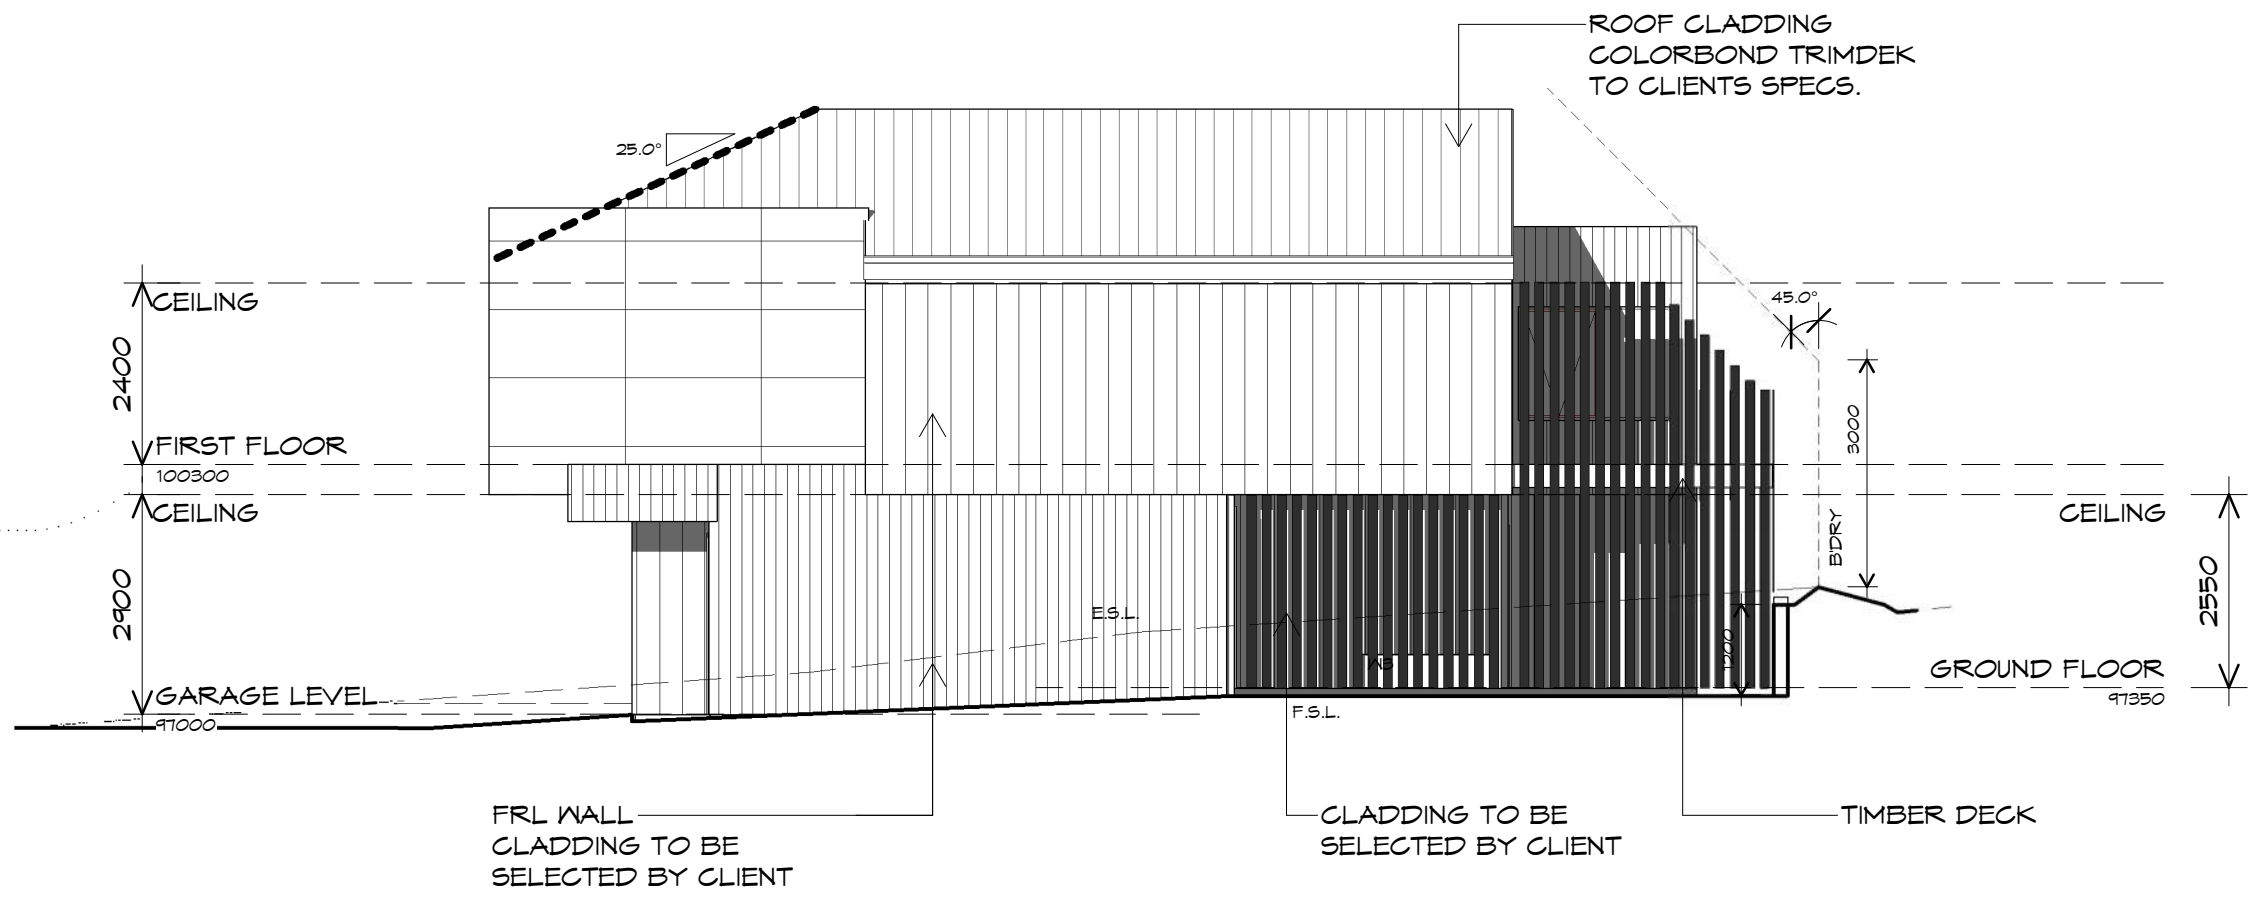 ROOF CLADDING
COLORBOND TRIMDEK
TO CLIENTS SPECS.
25.0°
45.0°
CEILING
2400
FIRST FLOOR
100300
CEILING
2900
GARAGE LEVEL
97000
3000
B'DRY
CEILING
2550
E.S.L.
1200
W3
GROUND FLOOR
97350
F.S.L.
FRL WALL
CLADDING TO BE
SELECTED BY CLIENT
CLADDING TO BE
SELECTED BY CLIENT
TIMBER DECK